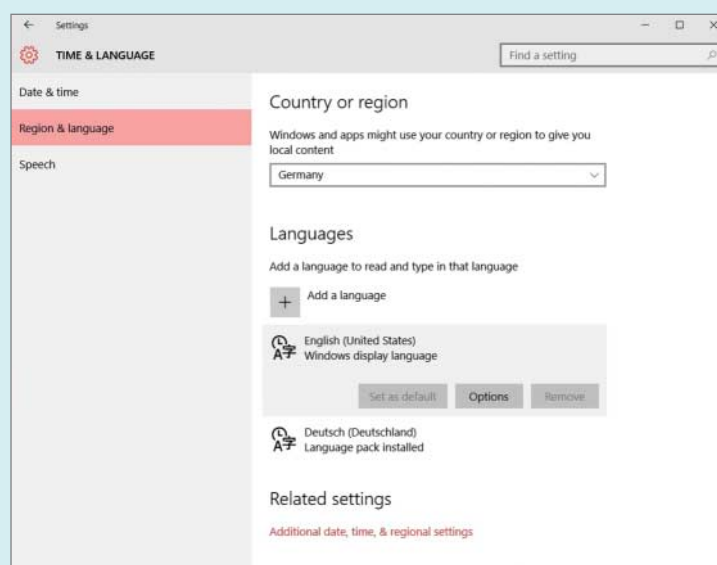 Settings
TIME & LANGUAGE
Find a setting
Date & time
Region & language
Speech
Country or region
Windows and apps might use your country or region to give you
local content
Germany
Languages
Add a language to read and type in that language
Add a language
English (United States)
Windows display language
Set as default
Options
Remove
Deutsch (Deutschland)
Language pack installed
Related settings
Additional date, time, & regional settings